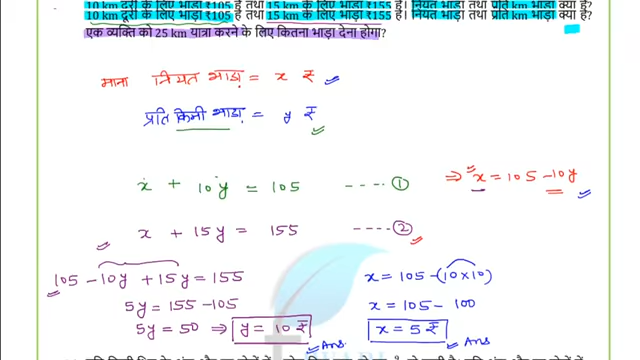 10 km दूरी के लिए भाड़ा ₹105 है तथा 15 km के लिए भाड़ा ₹155 है। नियत भाड़ा तथा प्रति km भाड़ा क्या है?
एक व्यक्ति को 25 km यात्रा करने के लिए कितना भाड़ा देना होगा?
माना नियत भाड़ा = x ₹
प्रति किमी भाड़ा = y ₹
x + 10y = 105 ---- ①
⇒ x = 105 - 10y
x + 15y = 155 ---- ②
105 - 10y + 15y = 155
5y = 155 - 105
5y = 50 ⇒ y = 10 ₹ Ans
x = 105 - (10×10)
x = 105 - 100
x = 5 ₹ Ans